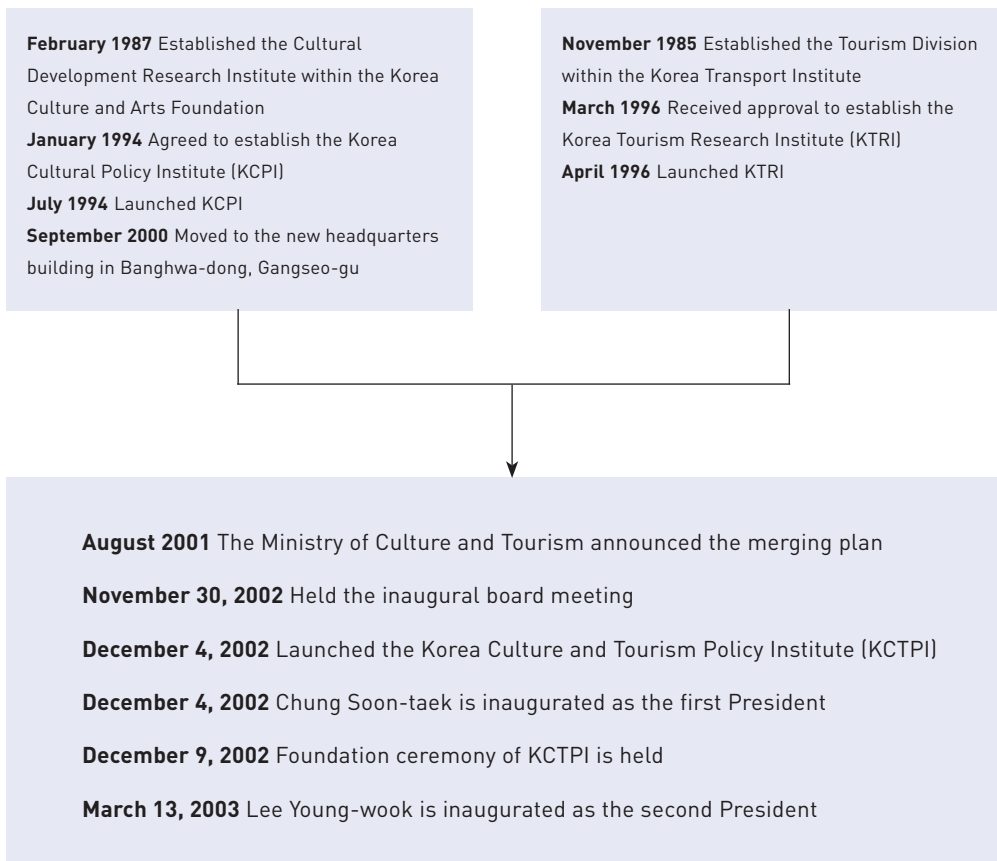 February 1987 Established the Cultural
Development Research Institute within the Korea
Culture and Arts Foundation
January 1994 Agreed to establish the Korea
Cultural Policy Institute (KCPI)
July 1994 Launched KCPI
September 2000 Moved to the new headquarters
building in Banghwa-dong, Gangseo-gu
November 1985 Established the Tourism Division
within the Korea Transport Institute
March 1996 Received approval to establish the
Korea Tourism Research Institute (KTRI)
April 1996 Launched KTRI
August 2001 The Ministry of Culture and Tourism announced the merging plan
November 30, 2002 Held the inaugural board meeting
December 4, 2002 Launched the Korea Culture and Tourism Policy Institute (KCTPI)
December 4, 2002 Chung Soon-taek is inaugurated as the first President
December 9, 2002 Foundation ceremony of KCTPI is held
March 13, 2003 Lee Young-wook is inaugurated as the second President